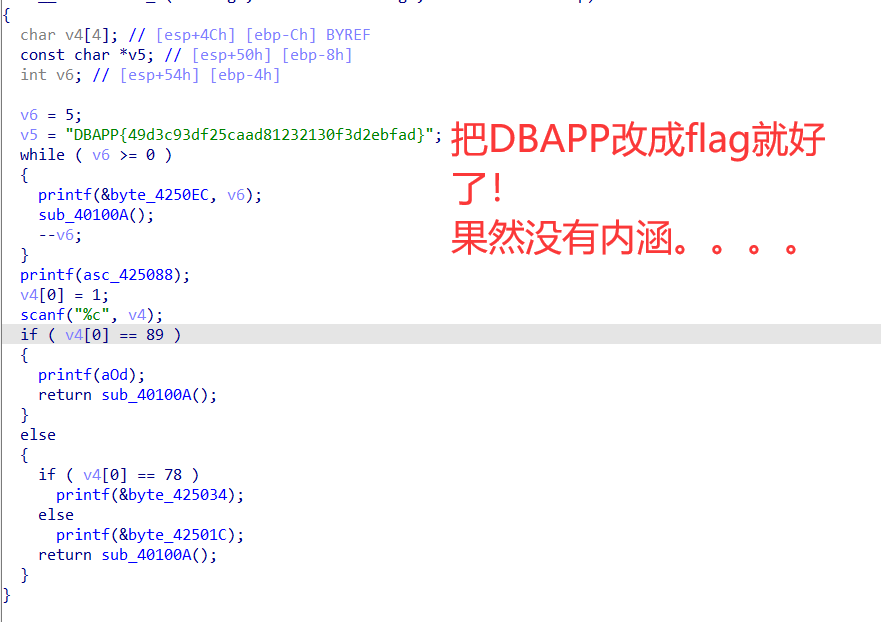 {
char v4[4]; // [esp+4Ch] [ebp-Ch] BYREF
const char *v5; // [esp+50h] [ebp-8h]
int v6; // [esp+54h] [ebp-4h]
v6 = 5;
v5 = "DBAPP{49d3c93df25caad81232130f3d2ebfad}";
while ( v6 >= 0 )
{
printf(&byte_4250EC, v6);
sub_40100A();
--v6;
}
printf(asc_425088);
v4[0] = 1;
scanf("%c", v4);
if ( v4[0] == 89 )
{
printf(aOd);
return sub_40100A();
}
else
{
if ( v4[0] == 78 )
printf(&byte_425034);
else
printf(&byte_42501C);
return sub_40100A();
}
}
把DBAPP改成flag就好
了！
果然没有内涵。。。。